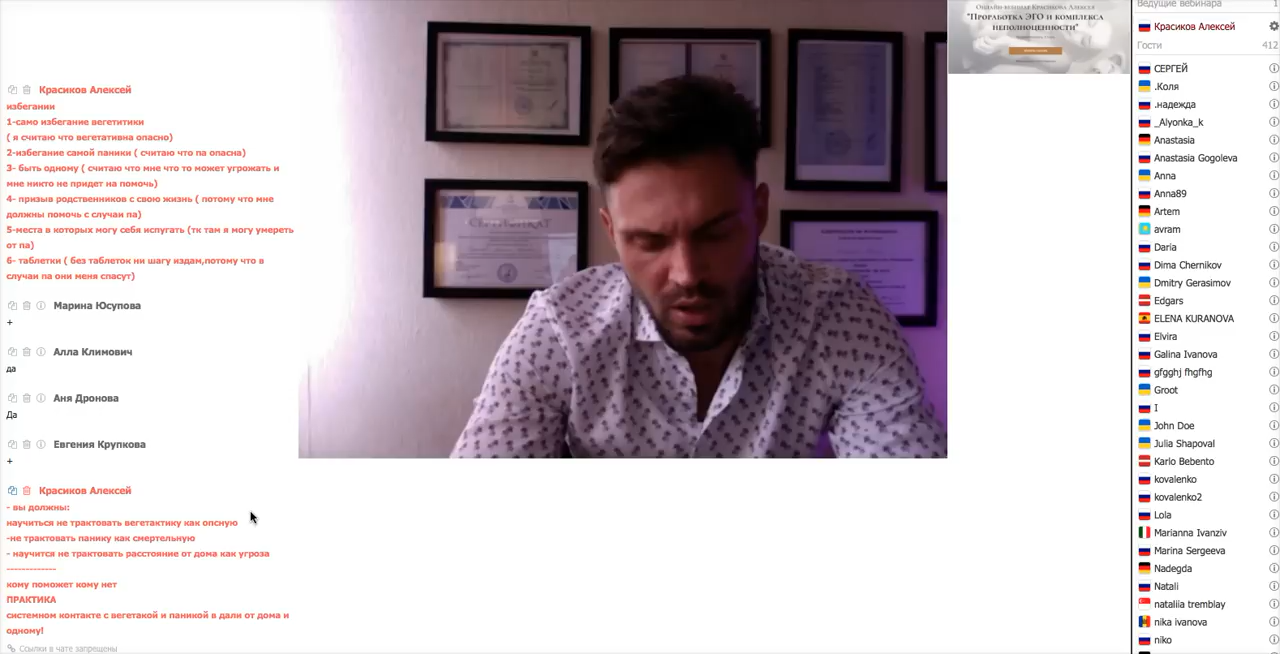 Красиков Алексей
избегании
1-само избегание вегетитики
( я считаю что вегетативна опасно)
2-избегание самой паники ( считаю что па опасна)
3- быть одному ( считаю что мне что то может угрожать и
мне никто не придет на помочь)
4- призыв родственников с свою жизнь ( потому что мне
должны помочь с случаи па)
5-места в которых могу себя испугать (тк там я могу умереть
от па)
6- таблетки ( без таблеток ни шагу издам,потому что в
случаи па они меня спасут)
Марина Юсупова
+
Алла Климович
да
Аня Дронова
Да
Евгения Крупкова
+
Красиков Алексей
- вы должны:
научиться не трактовать вегетактику как опсную
-не трактовать панику как смертельную
- научится не трактовать расстояние от дома как угроза
-------------
кому поможет кому нет
ПРАКТИКА
системном контакте с вегетакой и паникой в дали от дома и
одному!
Ссылки в чате запрещены
СЕРТИФИКАТ
Онлайн-вебинар Красикова Алексея
"Проработка ЭГО и комплекса
неполноценности"
Ведущие вебинара 1
Красиков Алексей
Гости 412
СЕРГЕЙ
.Коля
.надежда
_Alyonka_k
Anastasia
Anastasia Gogoleva
Anna
Anna89
Artem
avram
Daria
Dima Chernikov
Dmitry Gerasimov
Edgars
ELENA KURANOVA
Elvira
Galina Ivanova
gfgghj fhgfhg
Groot
I
John Doe
Julia Shapoval
Karlo Bebento
kovalenko
kovalenko2
Lola
Marianna Ivanziv
Marina Sergeeva
Nadegda
Natali
nataliia tremblay
nika ivanova
niko